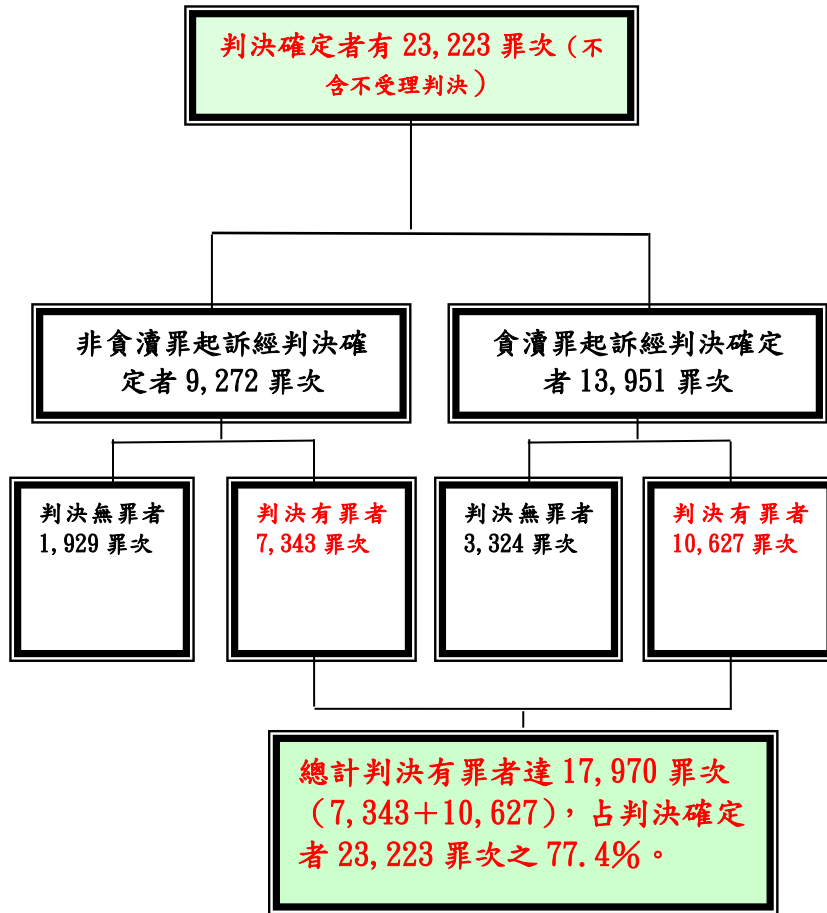 判決確定者有 23,223 罪次（不
含不受理判決）
非貪瀆罪起訴經判決確
定者 9,272 罪次
貪瀆罪起訴經判決確定
者 13,951 罪次
判決無罪者
1,929 罪次
判決有罪者
7,343 罪次
判決無罪者
3,324 罪次
判決有罪者
10,627 罪次
總計判決有罪者達 17,970 罪次
（7,343＋10,627），占判決確定
者 23,223 罪次之 77.4％。